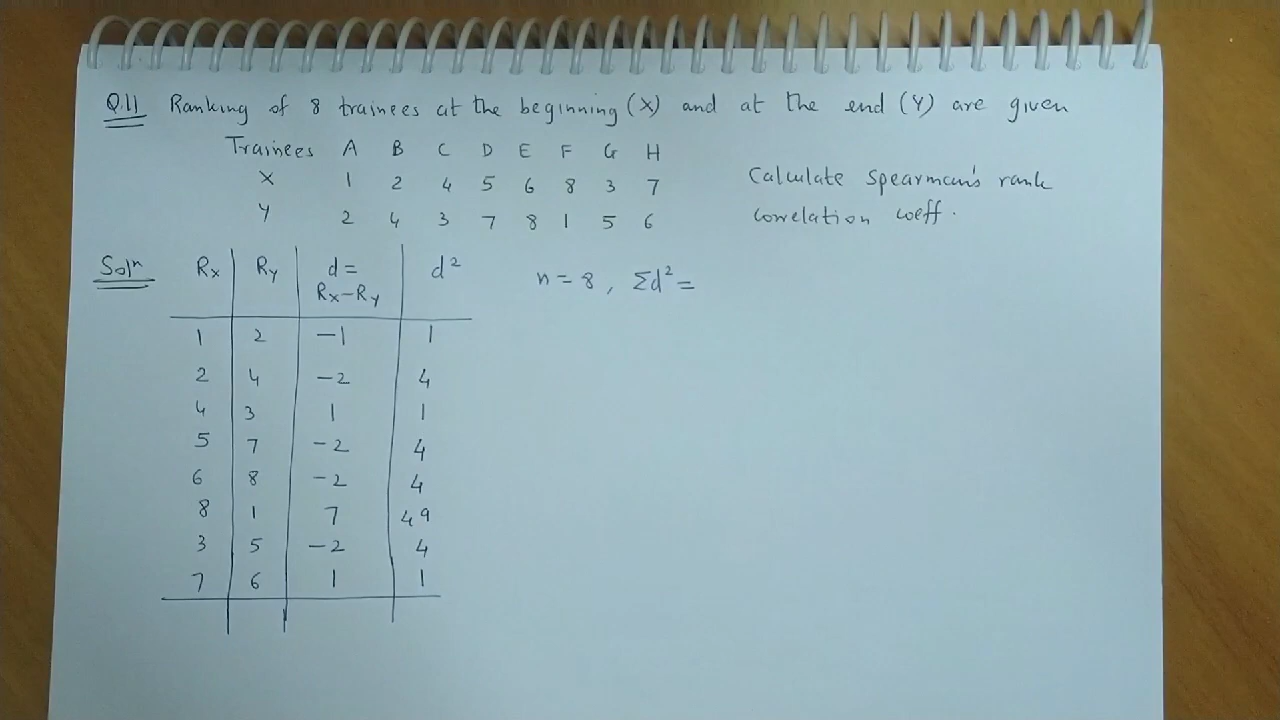 Q.11 Ranking of 8 trainees at the beginning (X) and at the end (Y) are given
Trainees A B C D E F G H
X 1 2 4 5 6 8 3 7 Calculate Spearman's rank
Y 2 4 3 7 8 1 5 6 correlation coeff.
Solⁿ Rx Ry d = Rx-Ry d² n = 8, Σd² =
1 2 -1 1
2 4 -2 4
4 3 1 1
5 7 -2 4
6 8 -2 4
8 1 7 49
3 5 -2 4
7 6 1 1